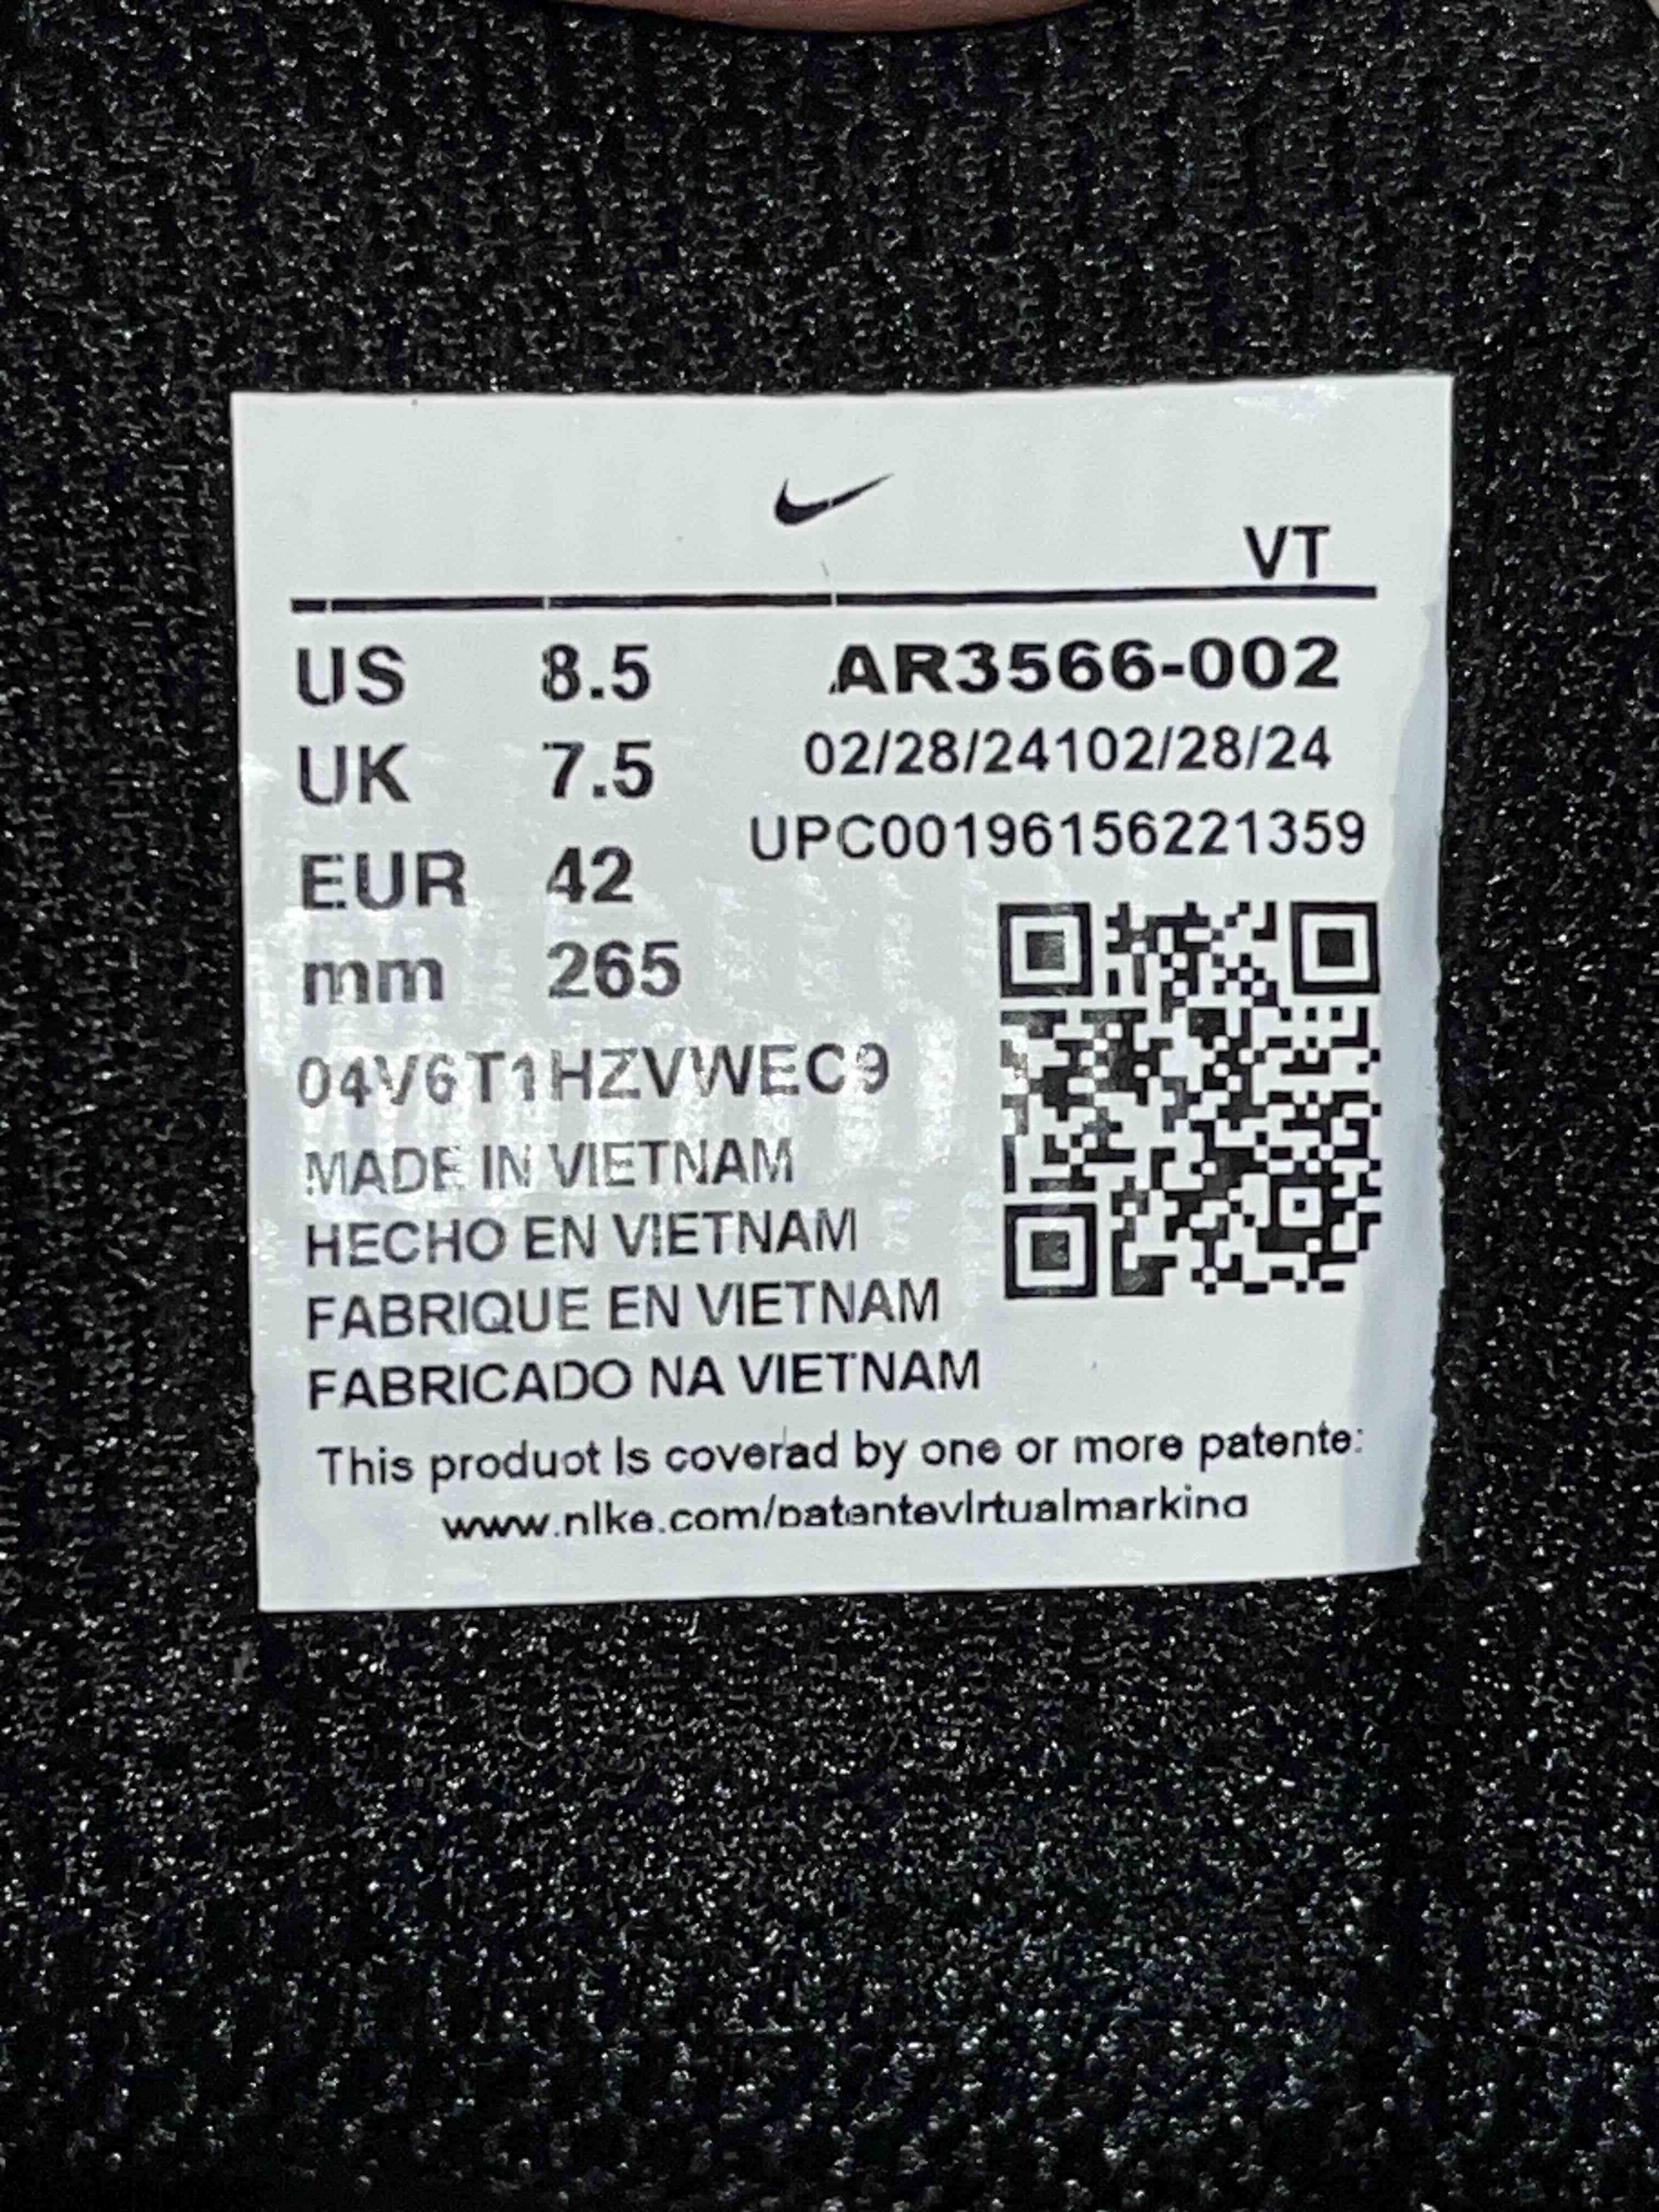 VT
US 8.5 AR3566-002
UK 7.5 02/28/24102/28/24
UPC00196156221359
EUR 42
mm 265
04V6T1HZVWEC9
MADE IN VIETNAM
HECHO EN VIETNAM
FABRIQUE EN VIETNAM
FABRICADO NA VIETNAM
This produot Is coverad by one or more patente:
www.nlke.com/patentevlrtualmarking